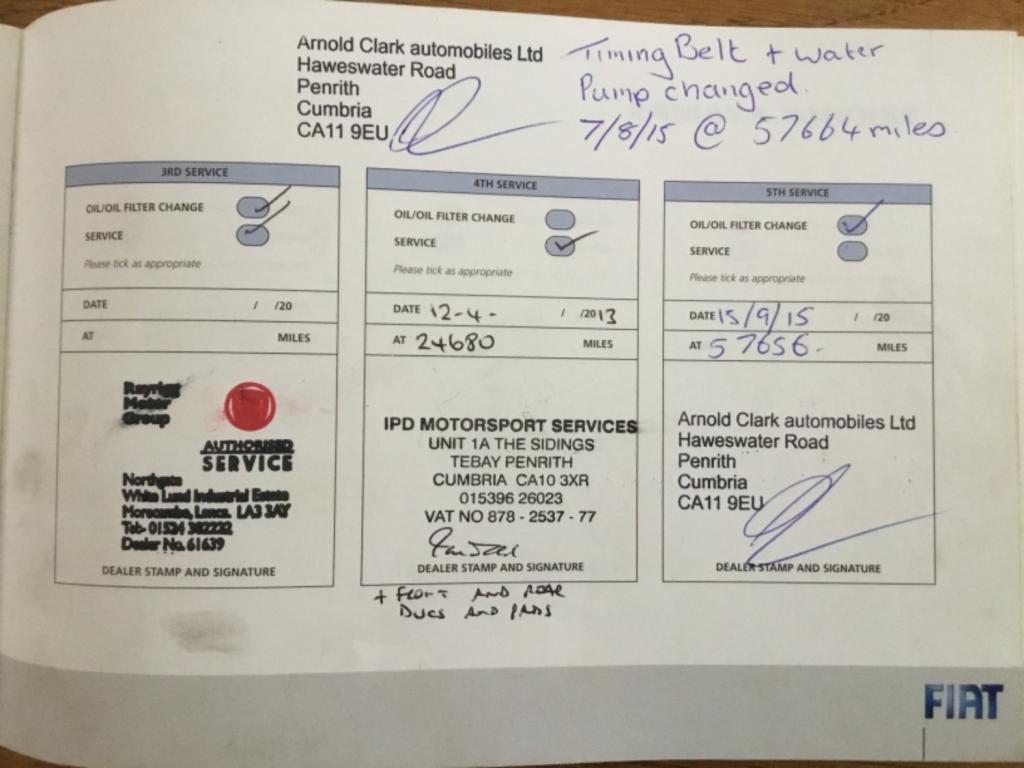 Arnold Clark automobiles Ltd
Haweswater Road
Penrith
Cumbria
CA11 9EU
Timing Belt + water
Pump changed.
7/8/15 @ 57664 miles
3RD SERVICE
OIL/OIL FILTER CHANGE
SERVICE
Please tick as appropriate
DATE / /20
AT MILES
Rayrigg
Motor
Group
AUTHORISED
SERVICE
Northgate
White Lund Industrial Estate
Morecambe, Lancs. LA3 3AY
Tel: 01524 382232
Dealer No. 61639
DEALER STAMP AND SIGNATURE
4TH SERVICE
OIL/OIL FILTER CHANGE
SERVICE
Please tick as appropriate
DATE 12-4- / /2013
AT 24680 MILES
IPD MOTORSPORT SERVICES
UNIT 1A THE SIDINGS
TEBAY PENRITH
CUMBRIA CA10 3XR
015396 26023
VAT NO 878 - 2537 - 77
DEALER STAMP AND SIGNATURE
+ FRONT AND REAR
DISCS AND PADS
5TH SERVICE
OIL/OIL FILTER CHANGE
SERVICE
Please tick as appropriate
DATE 15/9/15 / /20
AT 57656- MILES
Arnold Clark automobiles Ltd
Haweswater Road
Penrith
Cumbria
CA11 9EU
DEALER STAMP AND SIGNATURE
FIAT